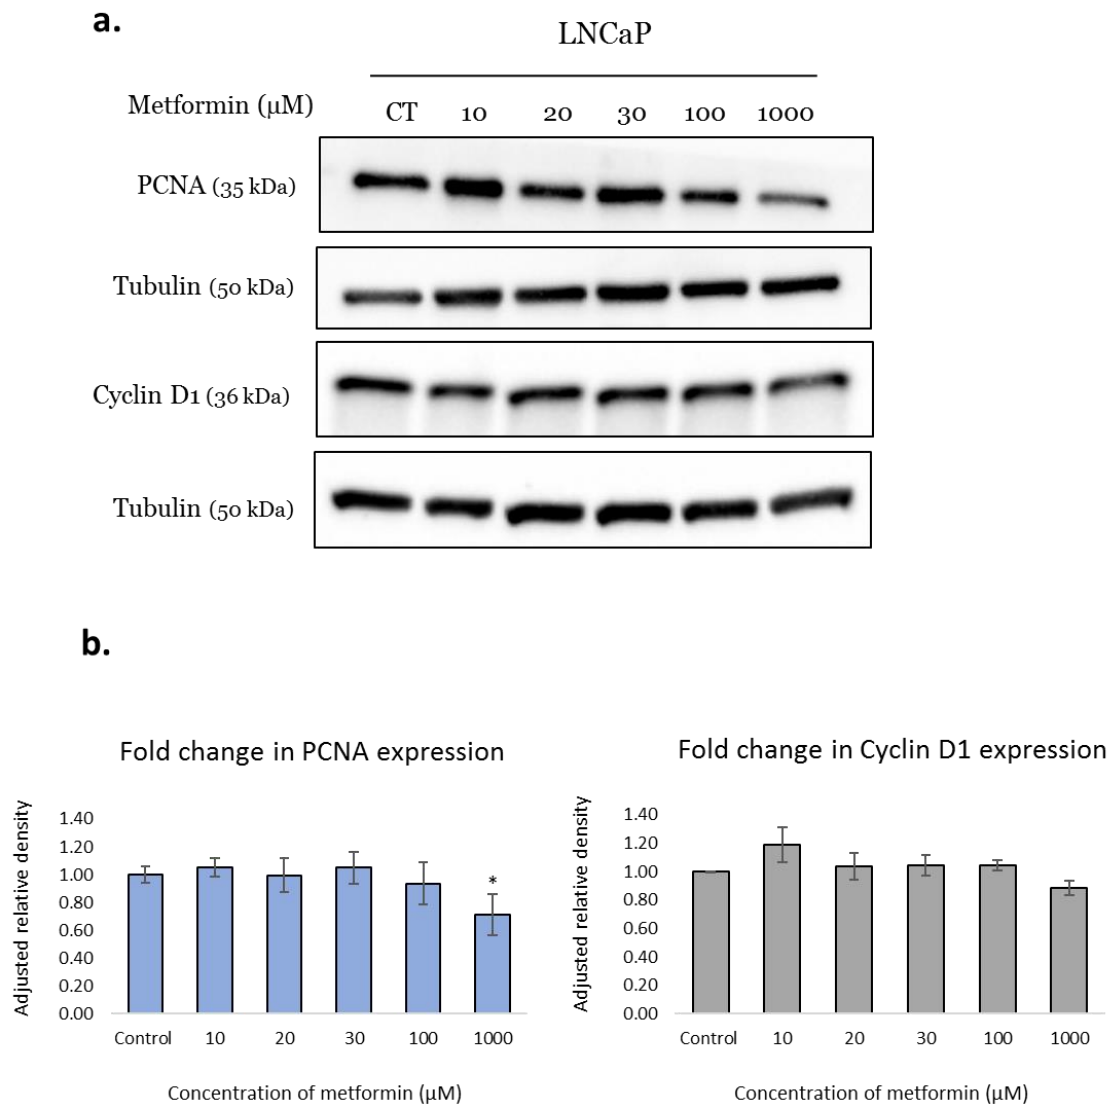 a.
LNCaP
Metformin (µM) CT 10 20 30 100 1000
PCNA (35 kDa)
Tubulin (50 kDa)
Cyclin D1 (36 kDa)
Tubulin (50 kDa)
b.
Fold change in PCNA expression
Adjusted relative density
1.40
1.20
1.00
0.80
0.60
0.40
0.20
0.00
*
Control 10 20 30 100 1000
Concentration of metformin (µM)
Fold change in Cyclin D1 expression
Adjusted relative density
1.40
1.20
1.00
0.80
0.60
0.40
0.20
0.00
Control 10 20 30 100 1000
Concentration of metformin (µM)